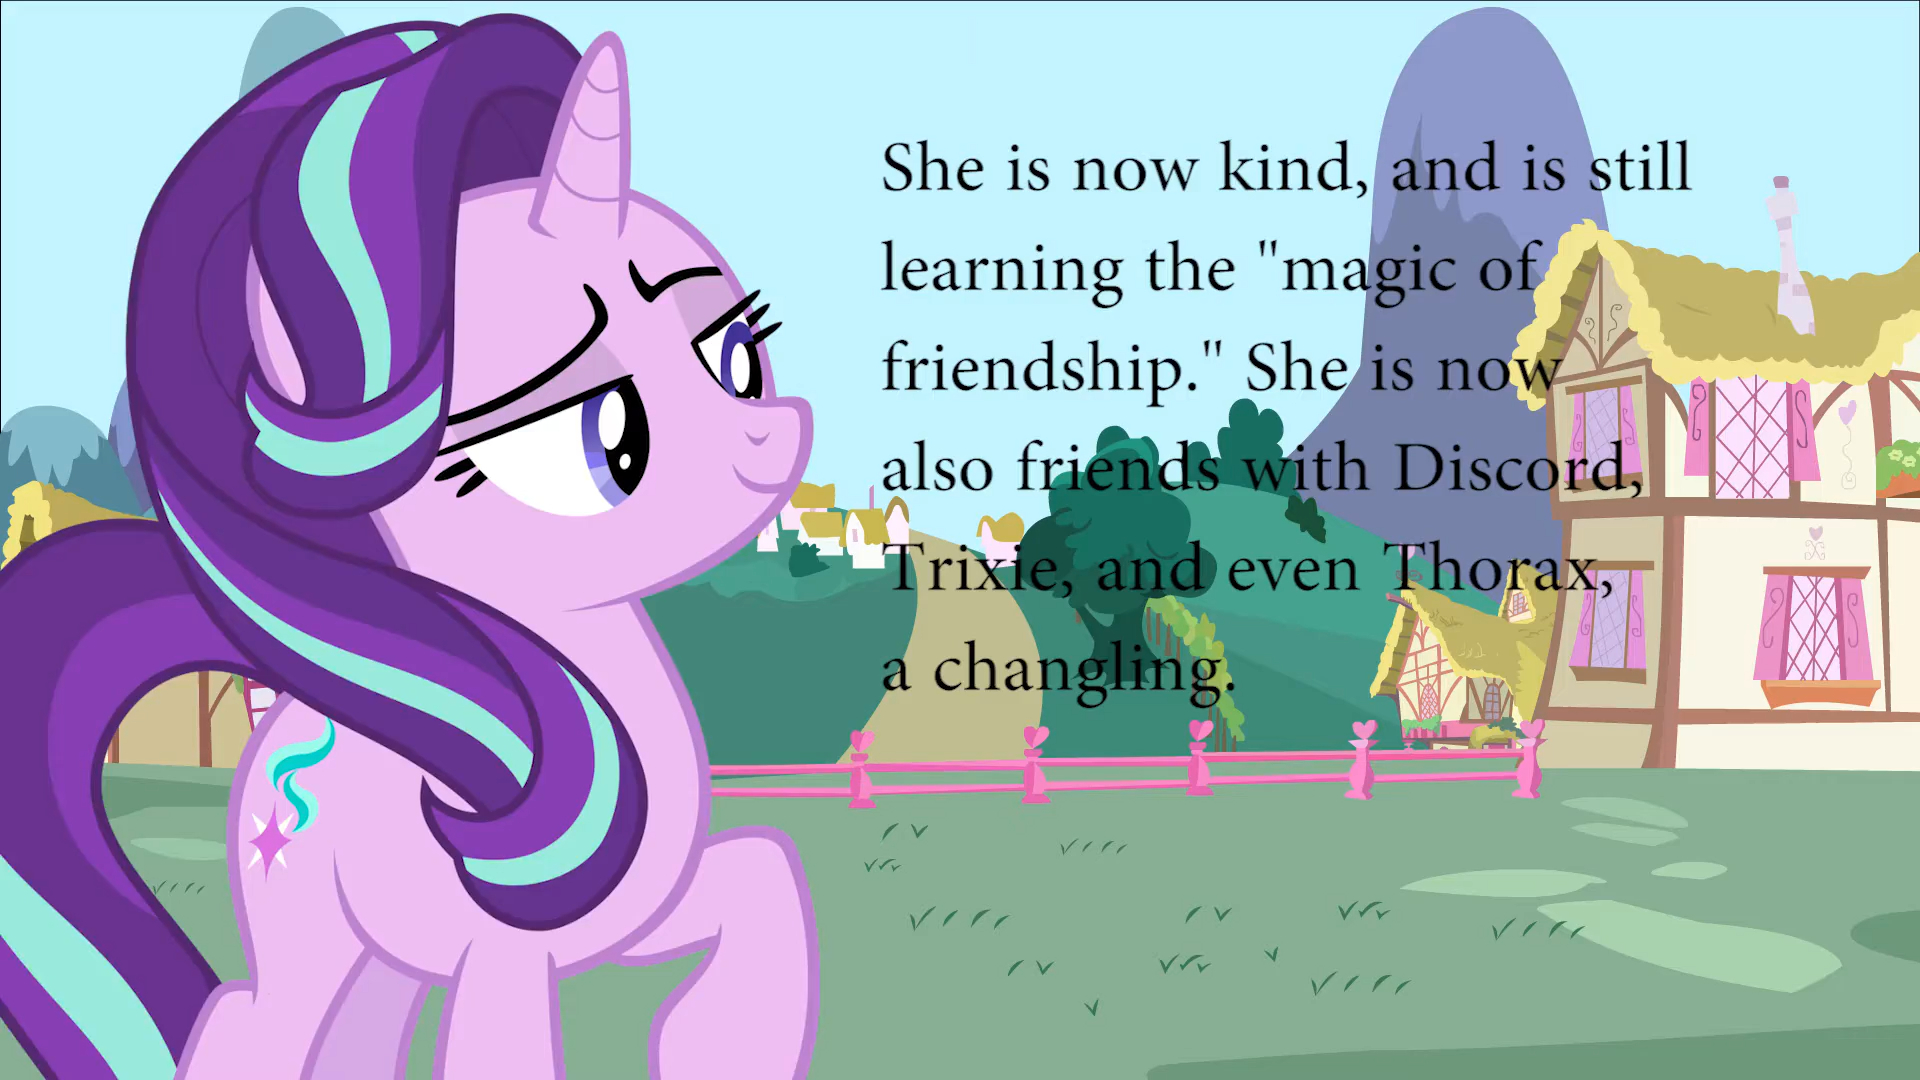 She is now kind, and is still
learning the "magic of
friendship." She is now
also friends with Discord,
Trixie, and even Thorax,
a changling.